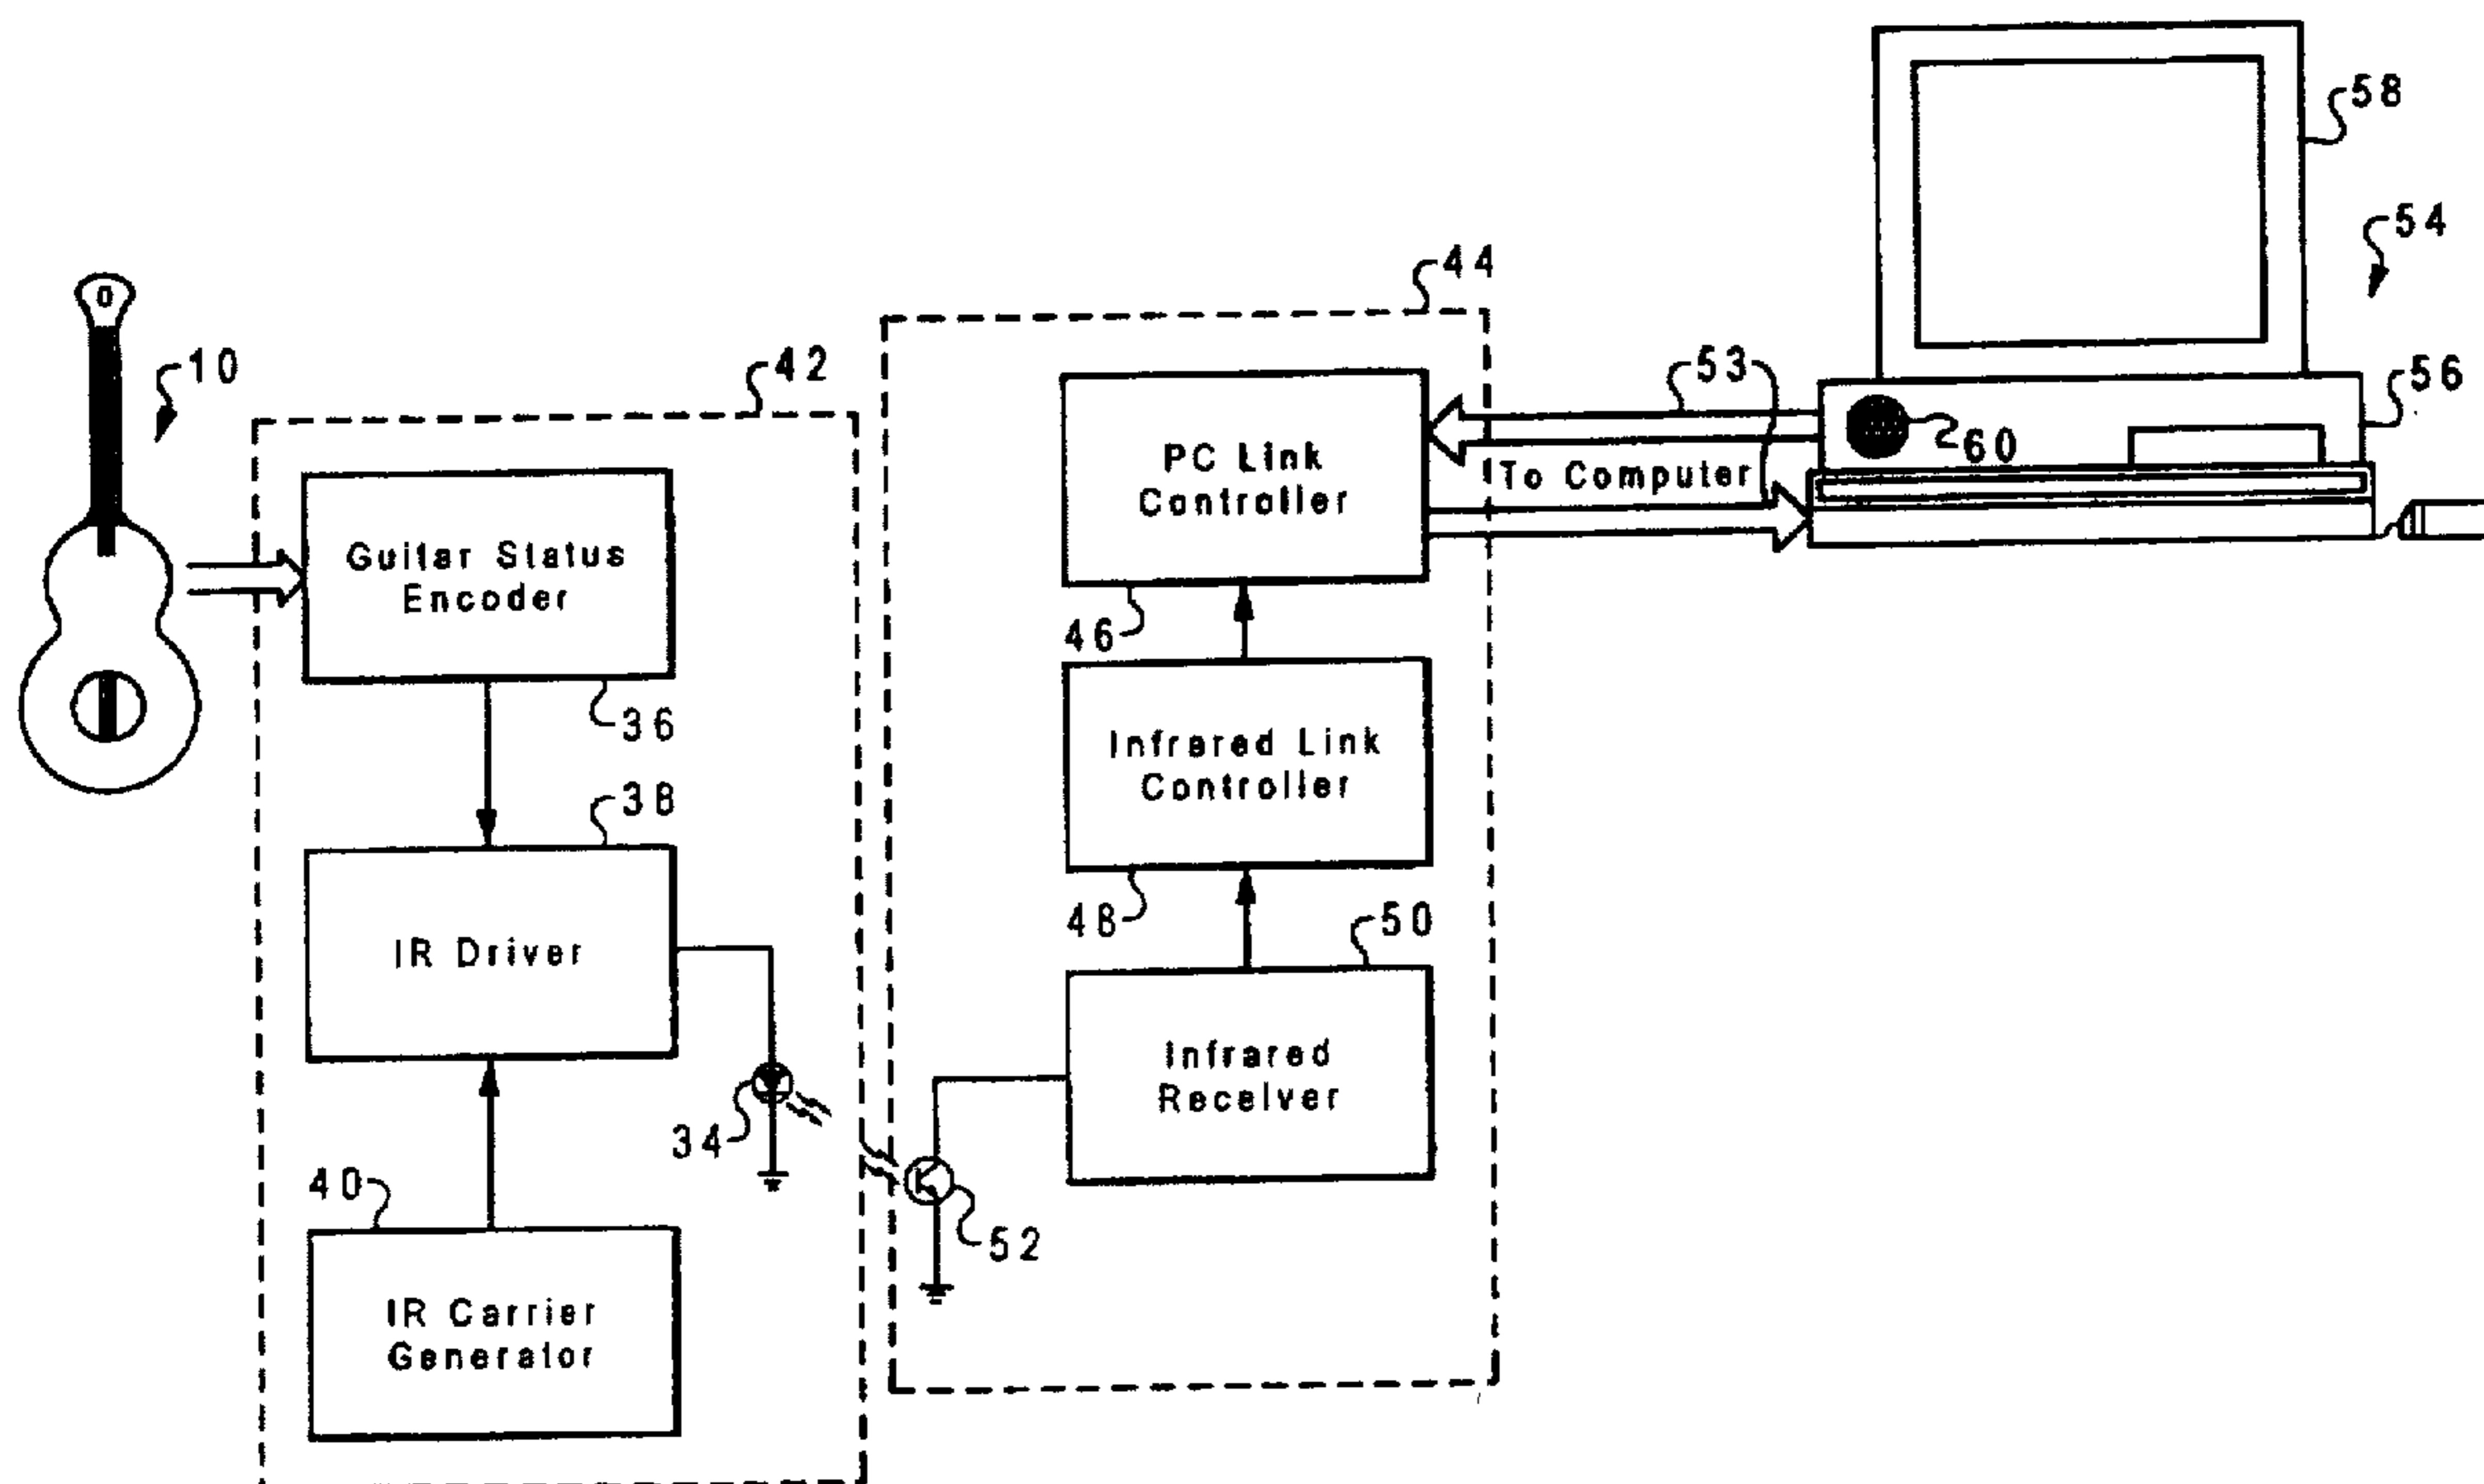 58
54
44
10
42
53
56
PC Link
Controller
60
To Computer
Guitar Status
Encoder
46
36
Infrared Link
Controller
38
48
50
IR Driver
Infrared
Receiver
34
40
52
IR Carrier
Generator